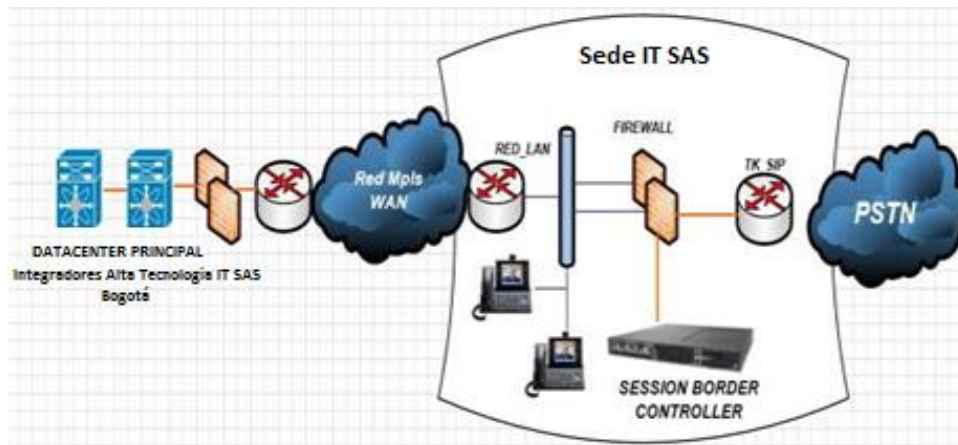 Sede IT SAS
FIREWALL
RED_LAN
TK_SIP
Red Mpls
WAN
PSTN
DATACENTER PRINCIPAL
Integradores Alta Tecnología IT SAS
Bogotá
SESSION BORDER
CONTROLLER